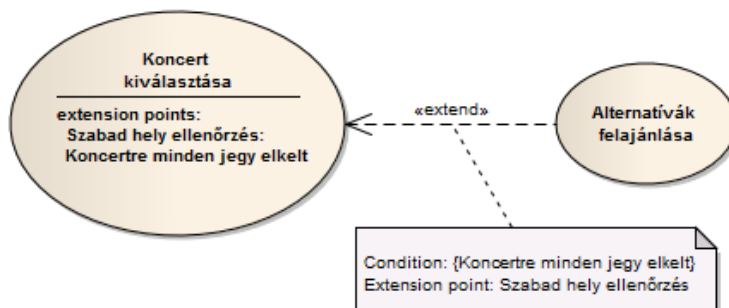 Koncert
kiválasztása
extension points:
Szabad hely ellenőrzés:
Koncertre minden jegy elkelt
«extend»
Alternatívák
felajánlása
Condition: {Koncertre minden jegy elkelt}
Extension point: Szabad hely ellenőrzés